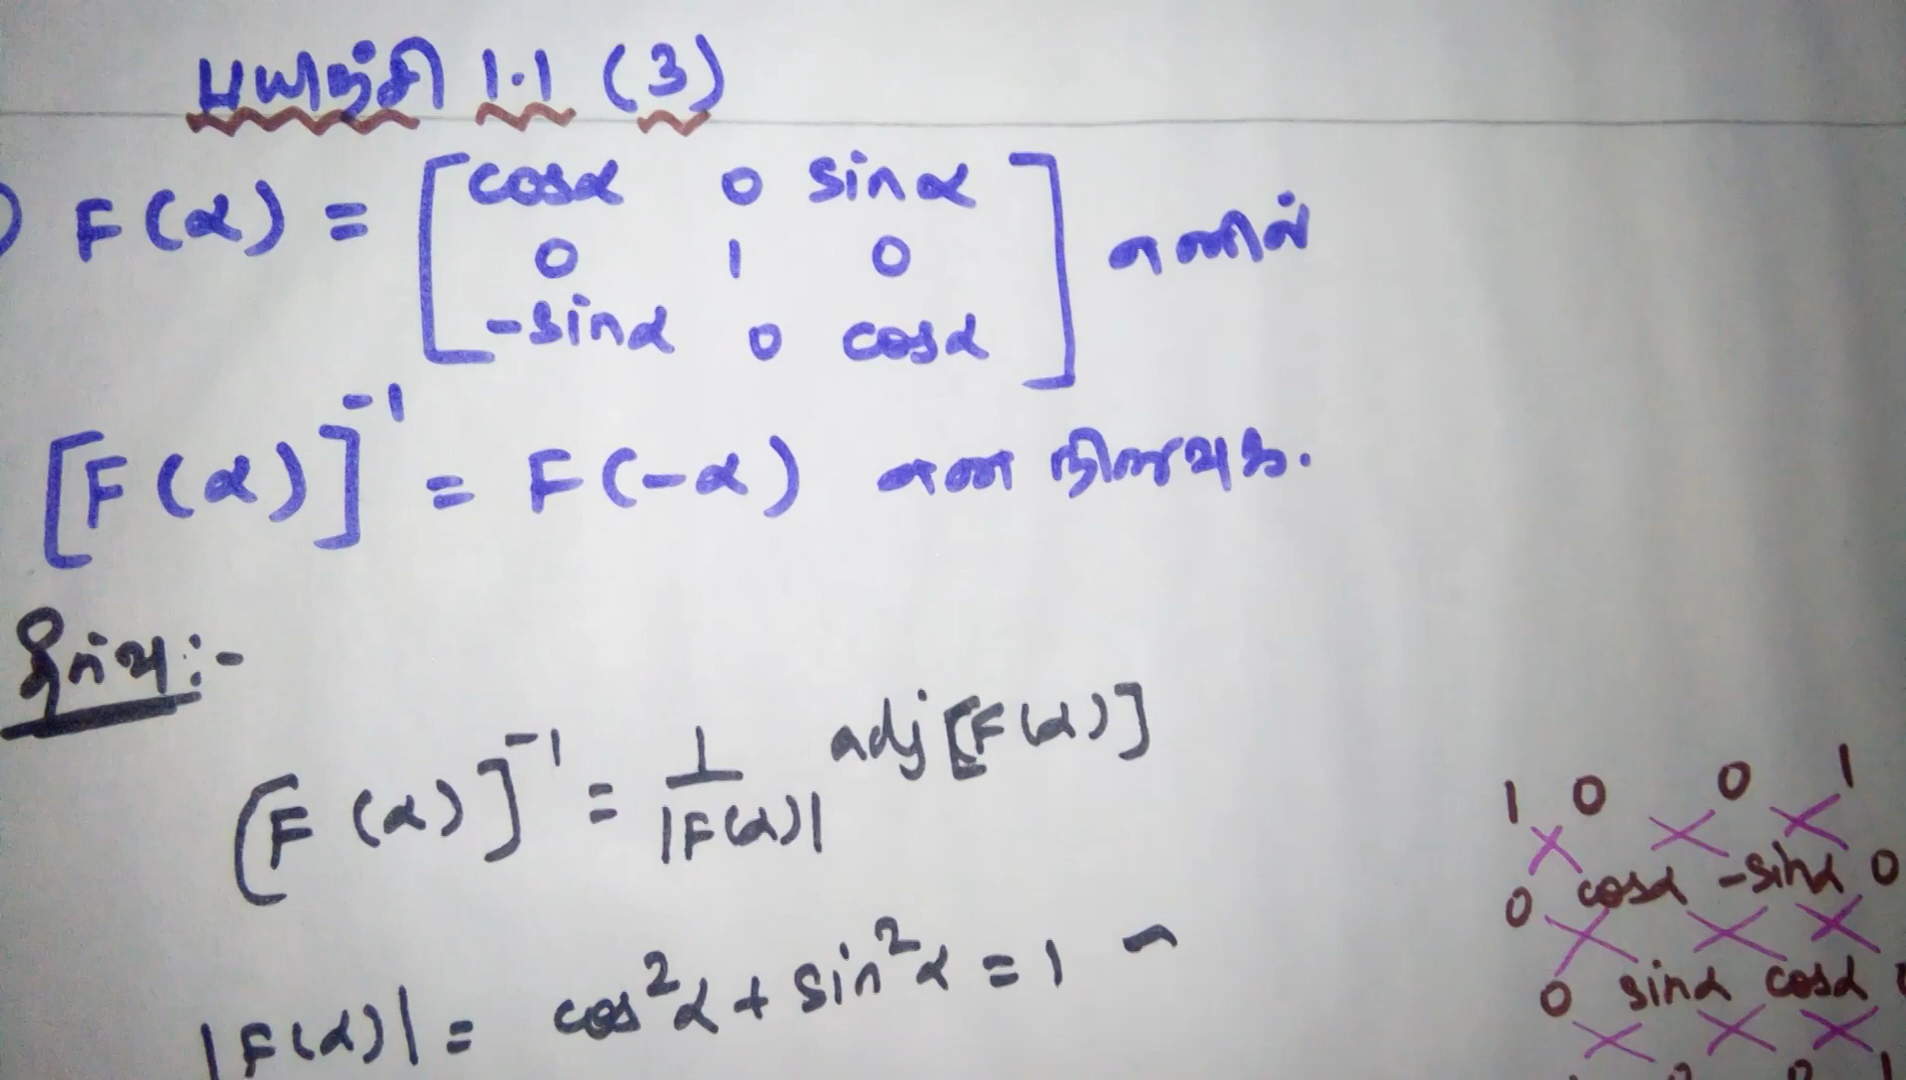 பயிற்சி 1.1 (3)
) F(α) = [ cosα 0 sinα
0 1 0
-sinα 0 cosα ] எனில்
[F(α)]⁻¹ = F(-α) என நிறுவுக.
தீர்வு:-
[F(α)]⁻¹ = 1/|F(α)| adj[F(α)]
|F(α)| = cos²α + sin²α = 1
1 0 0 1
0 cosα -sinα 0
0 sinα cosα